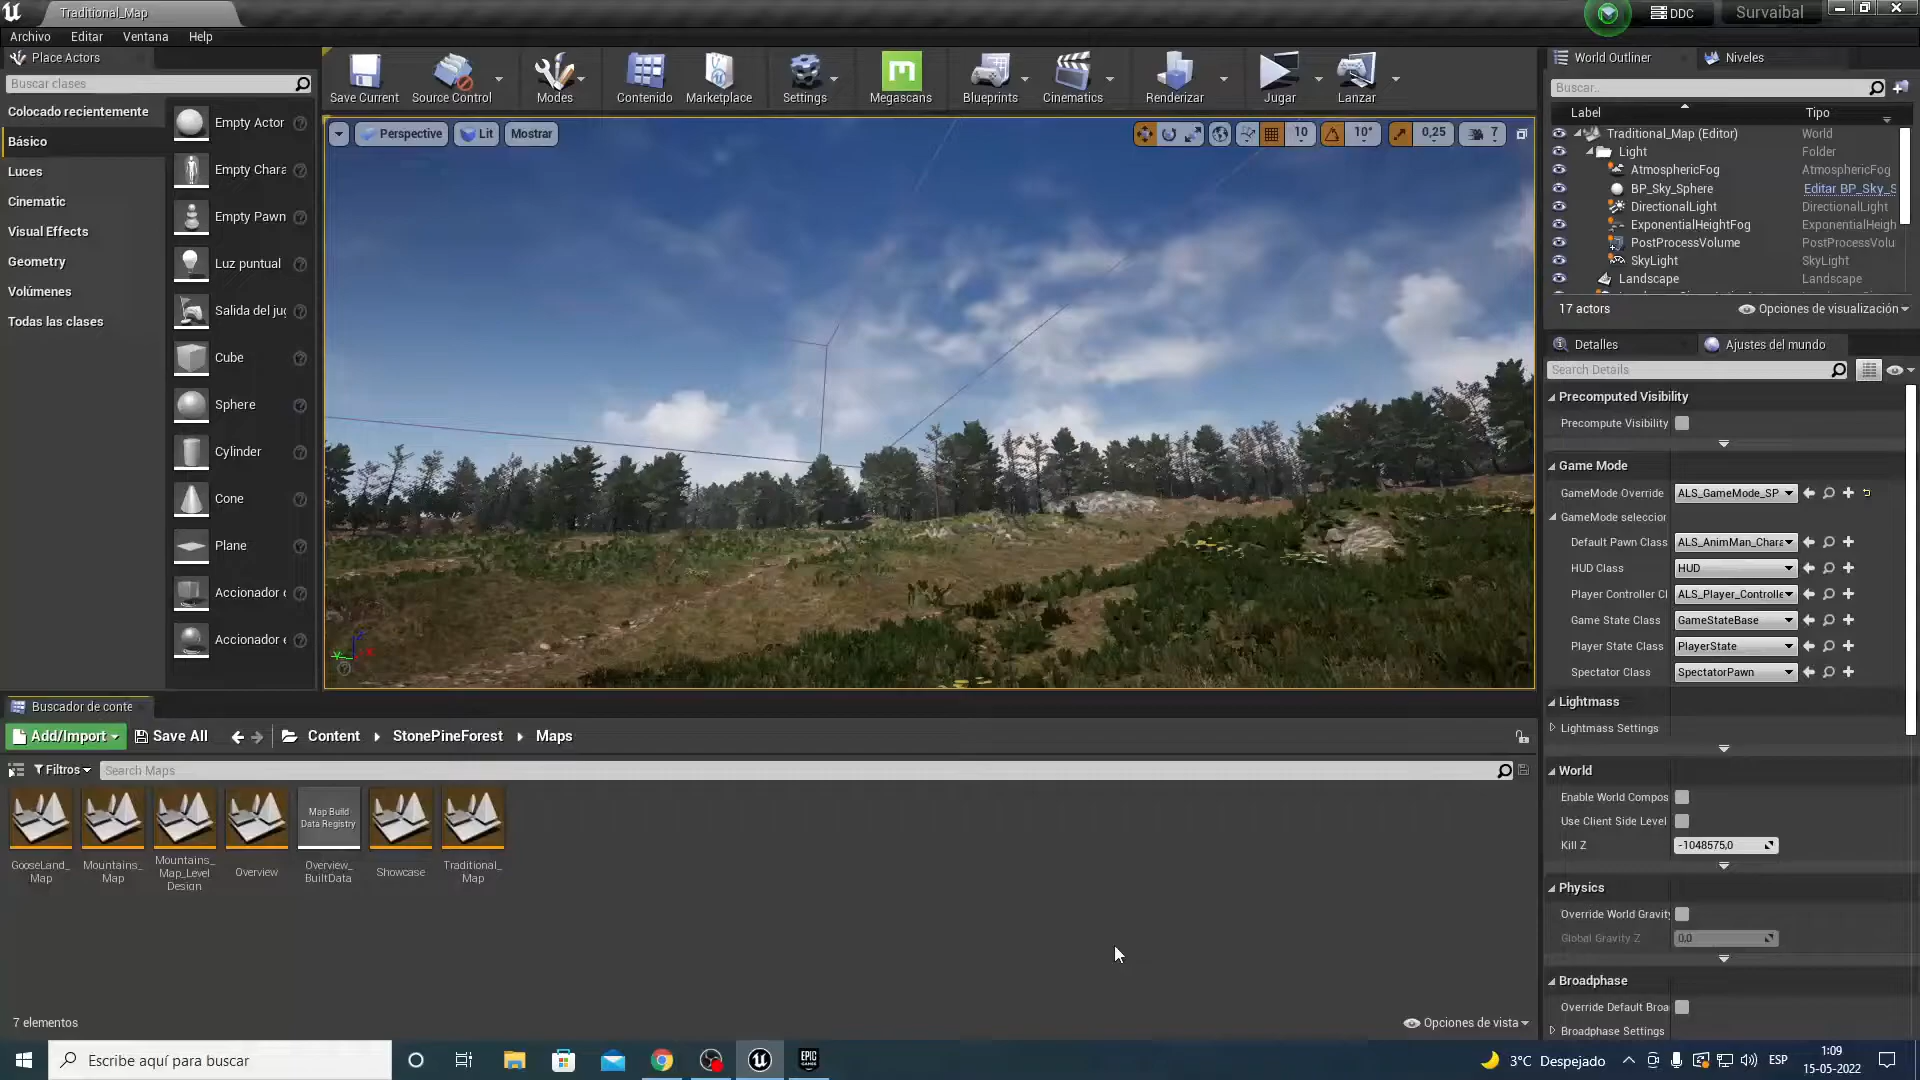 Traditional_Map
DDC
Survaibal
Archivo
Editar
Ventana
Help
Place Actors
Buscar clases
Colocado recientemente
Básico
Luces
Cinematic
Visual Effects
Geometry
Volúmenes
Todas las clases
Empty Actor
Empty Chara
Empty Pawn
Luz puntual
Salida del jug
Cube
Sphere
Cylinder
Cone
Plane
Accionador
Accionador
Save Current
Source Control
Modes
Contenido
Marketplace
Settings
Megascans
Blueprints
Cinematics
Renderizar
Jugar
Lanzar
Perspective
Lit
Mostrar
10
10°
0,25
7
World Outliner
Niveles
Buscar..
Label
Tipo
Traditional_Map (Editor)
World
Light
Folder
AtmosphericFog
AtmosphericFog
BP_Sky_Sphere
Editar BP_Sky_S
DirectionalLight
DirectionalLight
ExponentialHeightFog
ExponentialHeigh
PostProcessVolume
PostProcessVolu
SkyLight
SkyLight
Landscape
Landscape
17 actors
Opciones de visualización
Detalles
Ajustes del mundo
Search Details
Precomputed Visibility
Precompute Visibility
Game Mode
GameMode Override
ALS_GameMode_SP
GameMode seleccior
Default Pawn Class
ALS_AnimMan_Chara
HUD Class
HUD
Player Controller Cl
ALS_Player_Controlle
Game State Class
GameStateBase
Player State Class
PlayerState
Spectator Class
SpectatorPawn
Lightmass
Lightmass Settings
World
Enable World Compos
Use Client Side Level
Kill Z
-1048575,0
Physics
Override World Gravity
Global Gravity Z
0,0
Broadphase
Override Default Broa
Broadphase Settings
Buscador de conte
Add/Import
Save All
Content
StonePineForest
Maps
Filtros
Search Maps
GooseLand_
Map
Mountains_
Map
Mountains_
Map_Level
Design
Overview
Map Build
Data Registry
Overview_
BuiltData
Showcase
Traditional_
Map
7 elementos
Opciones de vista
Escribe aquí para buscar
EPIC
GAMES
3°C Despejado
ESP
1:09
15-05-2022